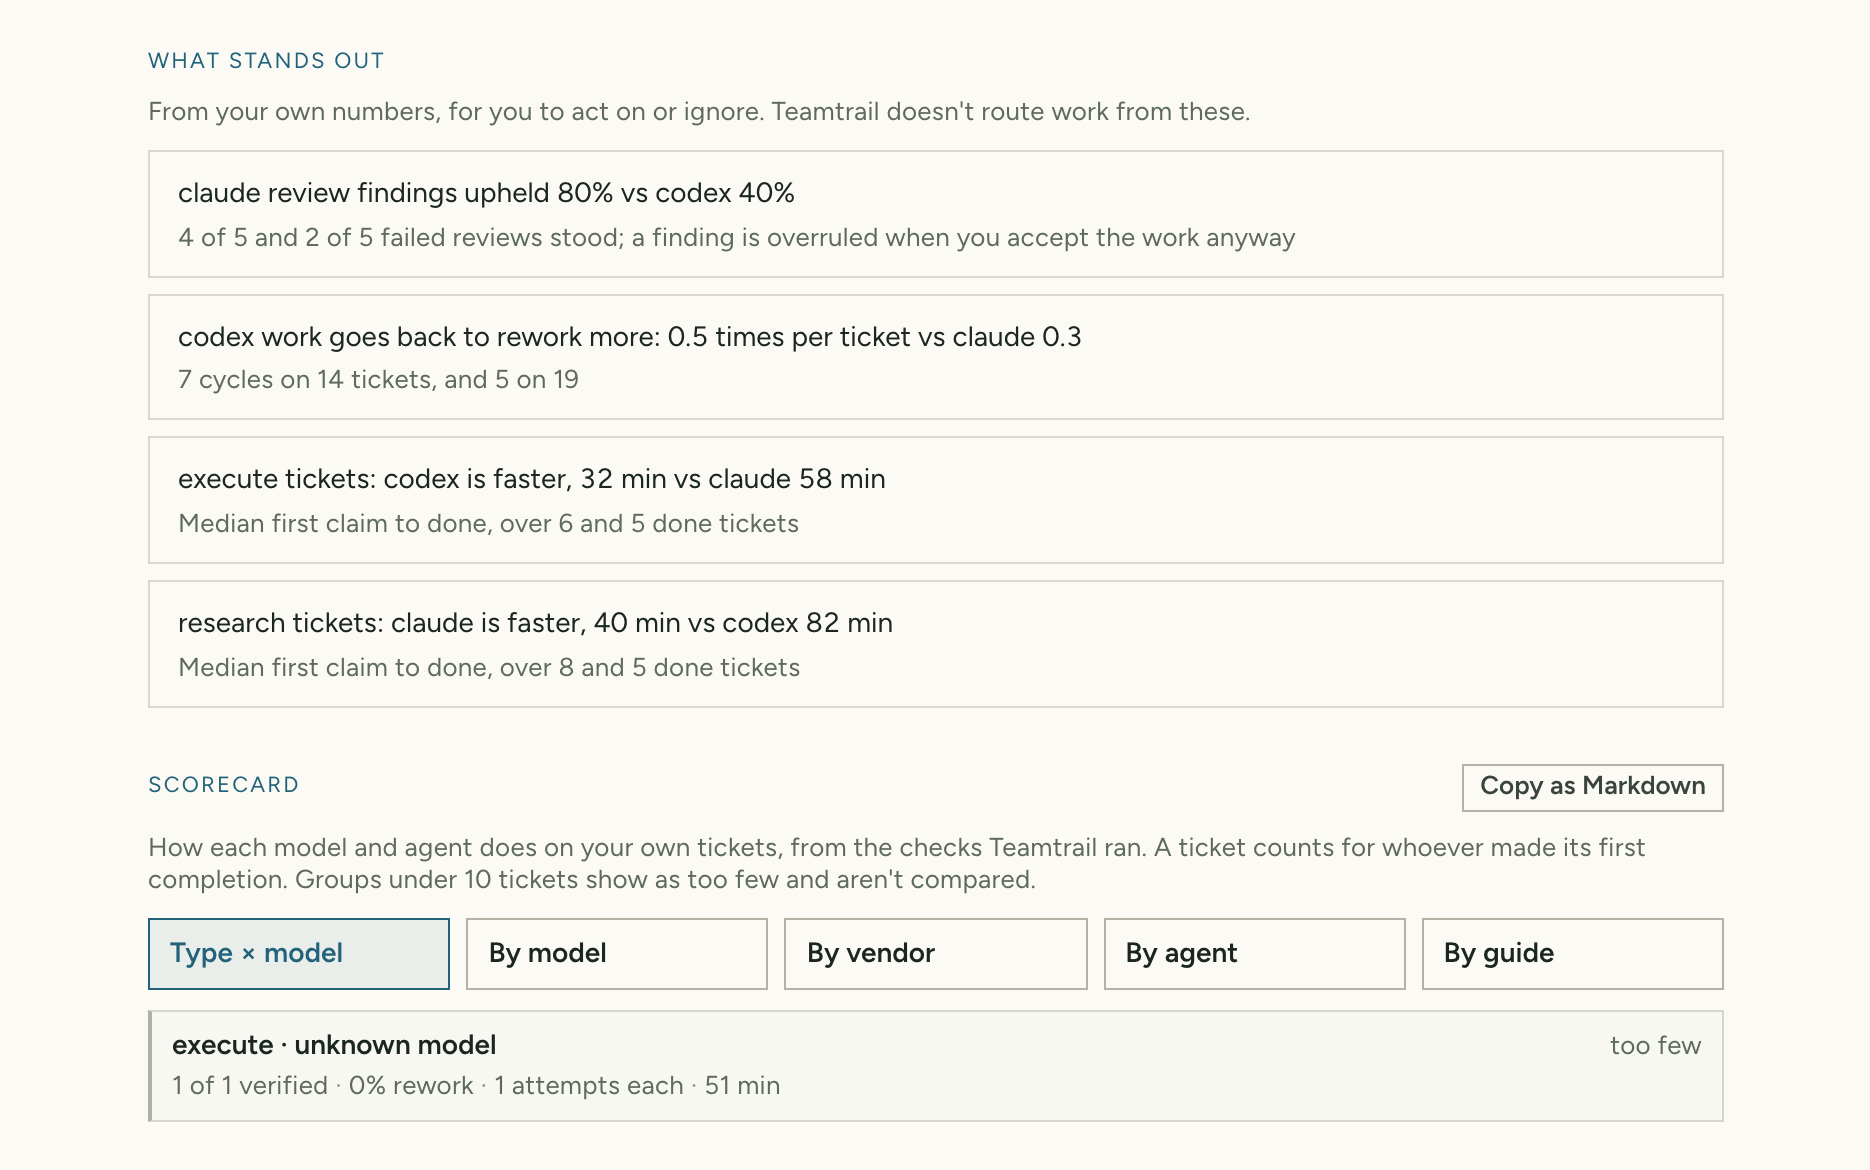 WHAT STANDS OUT
From your own numbers, for you to act on or ignore. Teamtrail doesn't route work from these.
claude review findings upheld 80% vs codex 40%
4 of 5 and 2 of 5 failed reviews stood; a finding is overruled when you accept the work anyway
codex work goes back to rework more: 0.5 times per ticket vs claude 0.3
7 cycles on 14 tickets, and 5 on 19
execute tickets: codex is faster, 32 min vs claude 58 min
Median first claim to done, over 6 and 5 done tickets
research tickets: claude is faster, 40 min vs codex 82 min
Median first claim to done, over 8 and 5 done tickets
SCORECARD
Copy as Markdown
How each model and agent does on your own tickets, from the checks Teamtrail ran. A ticket counts for whoever made its first
completion. Groups under 10 tickets show as too few and aren't compared.
Type × model
By model
By vendor
By agent
By guide
execute · unknown model
too few
1 of 1 verified · 0% rework · 1 attempts each · 51 min